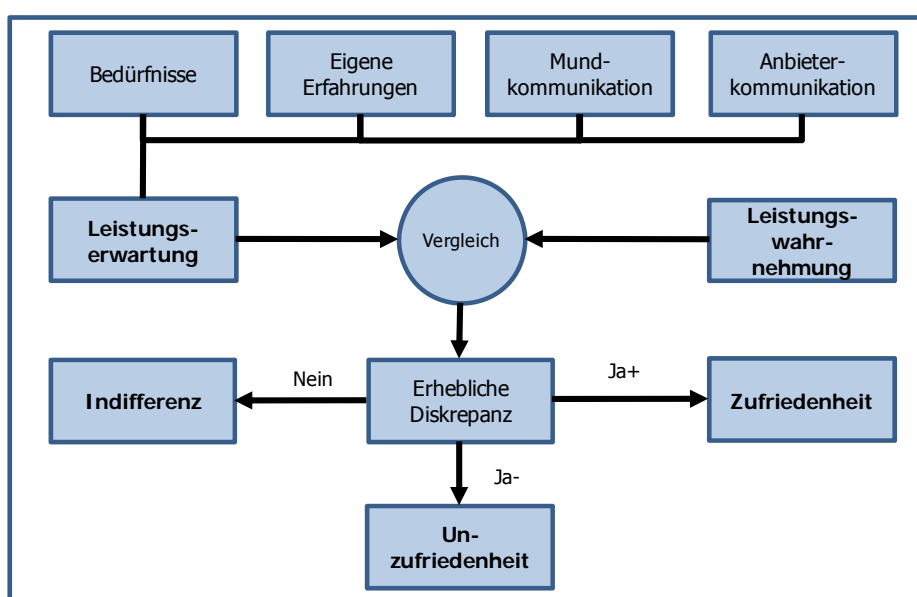 Bedürfnisse
Eigene
Erfahrungen
Mund-
kommunikation
Anbieter-
kommunikation
Leistungs-
erwartung
Vergleich
Leistungs-
wahr-
nehmung
Indifferenz
Nein
Erhebliche
Diskrepanz
Ja+
Zufriedenheit
Ja-
Un-
zufriedenheit